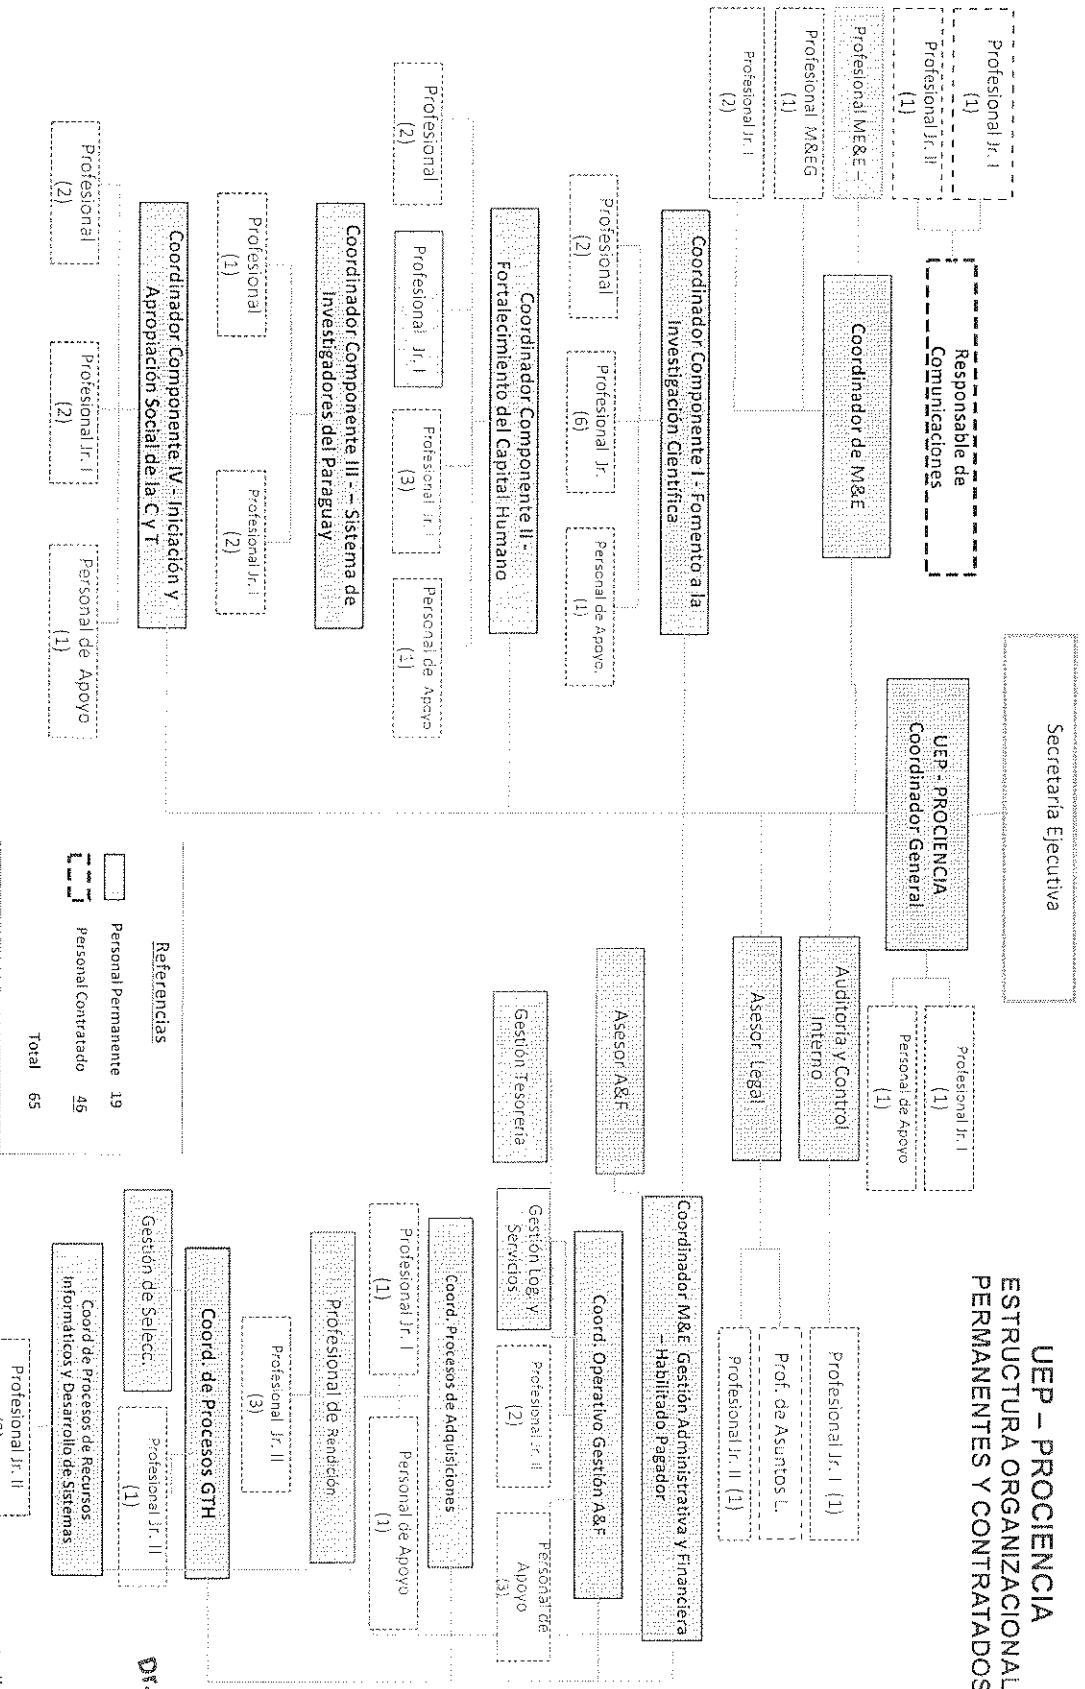 UEP – PROCIENCIA
ESTRUCTURA ORGANIZACIONAL
PERMANENTES Y CONTRATADOS
Secretaría Ejecutiva
UEP - PROCIENCIA
Coordinador General
Profesional Jr. I
(1)
Personal de Apoyo
(1)
Auditoría y Control
Interno
Profesional Jr. I (1)
Asesor Legal
Prof. de Asuntos L.
Profesional Jr. II (1)
Profesional Jr. I
(1)
Profesional Jr. II
(1)
Responsable de
Comunicaciones
Profesional ME&E –
Profesional M&EG
(1)
Profesional Jr. I
(2)
Coordinador de M&E
Coordinador Componente I - Fomento a la
Investigación Científica
Profesional
(2)
Profesional Jr.
(6)
Personal de Apoyo.
(1)
Coordinador Componente II -
Fortalecimiento del Capital Humano
Profesional
(2)
Profesional Jr. I
Profesional Jr. I
(3)
Personal de Apoyo
(1)
Coordinador Componente III - – Sistema de
Investigadores del Paraguay
Profesional
(1)
Profesional Jr. I
(2)
Coordinador Componente IV - Iniciación y
Apropiación Social de la C y T
Profesional
(2)
Profesional Jr. I
(2)
Personal de Apoyo
(1)
Coordinador M&E Gestión Administrativa y Financiera
– Habilitado Pagador
Asesor A&F
Coord. Operativo Gestión A&F
Gestión Tesorería
Gestión Log. y
Servicios
Profesional Jr. II
(2)
Personal de
Apoyo
(3)
Coord. Procesos de Adquisiciones
Profesional Jr. I
(1)
Personal de Apoyo
(1)
Profesional de Rendición
Profesional Jr. II
(3)
Coord. de Procesos GTH
Gestión de Selecc.
Profesional Jr. II
(1)
Coord de Procesos de Recursos
Informáticos y Desarrollo de Sistemas
Profesional Jr. II
Referencias
Personal Permanente 19
Personal Contratado 46
Total 65
Dr.